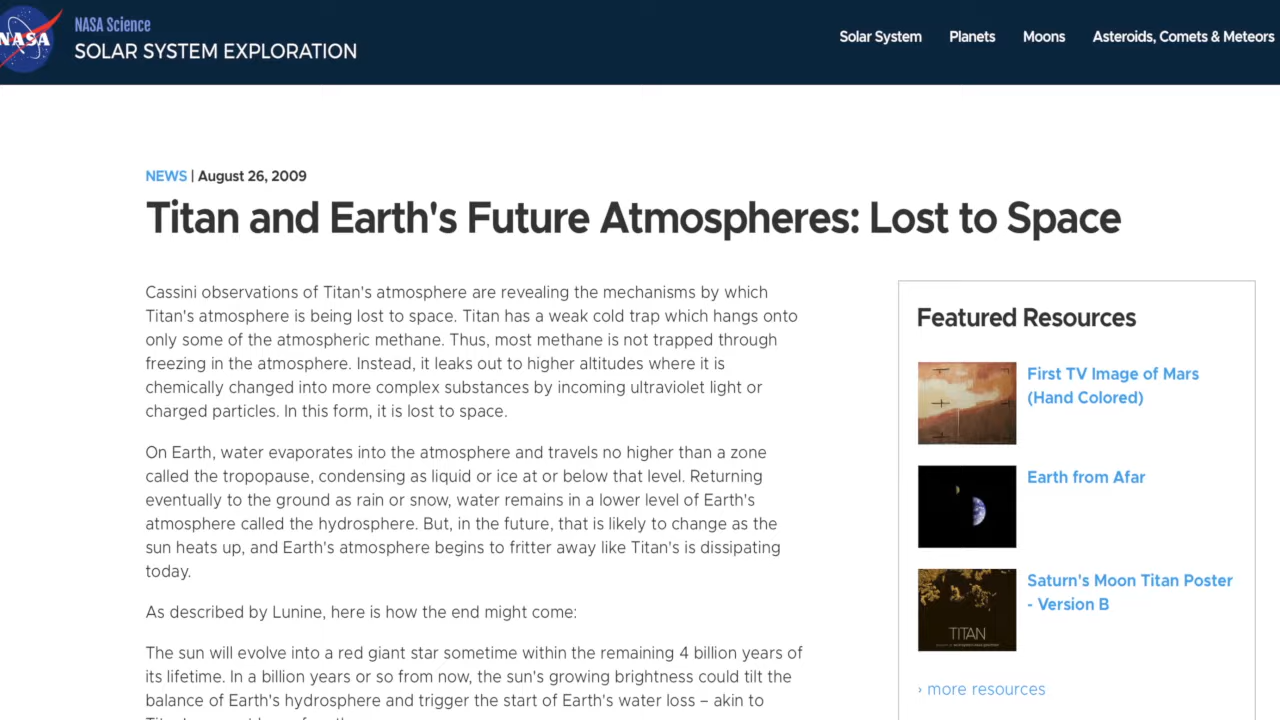 NASA
NASA Science
SOLAR SYSTEM EXPLORATION
Solar System Planets Moons Asteroids, Comets & Meteors
NEWS | August 26, 2009
Titan and Earth's Future Atmospheres: Lost to Space
Cassini observations of Titan's atmosphere are revealing the mechanisms by which
Titan's atmosphere is being lost to space. Titan has a weak cold trap which hangs onto
only some of the atmospheric methane. Thus, most methane is not trapped through
freezing in the atmosphere. Instead, it leaks out to higher altitudes where it is
chemically changed into more complex substances by incoming ultraviolet light or
charged particles. In this form, it is lost to space.
On Earth, water evaporates into the atmosphere and travels no higher than a zone
called the tropopause, condensing as liquid or ice at or below that level. Returning
eventually to the ground as rain or snow, water remains in a lower level of Earth's
atmosphere called the hydrosphere. But, in the future, that is likely to change as the
sun heats up, and Earth's atmosphere begins to fritter away like Titan's is dissipating
today.
As described by Lunine, here is how the end might come:
The sun will evolve into a red giant star sometime within the remaining 4 billion years of
its lifetime. In a billion years or so from now, the sun's growing brightness could tilt the
balance of Earth's hydrosphere and trigger the start of Earth's water loss – akin to
Featured Resources
First TV Image of Mars
(Hand Colored)
Earth from Afar
Saturn's Moon Titan Poster
- Version B
TITAN
› more resources